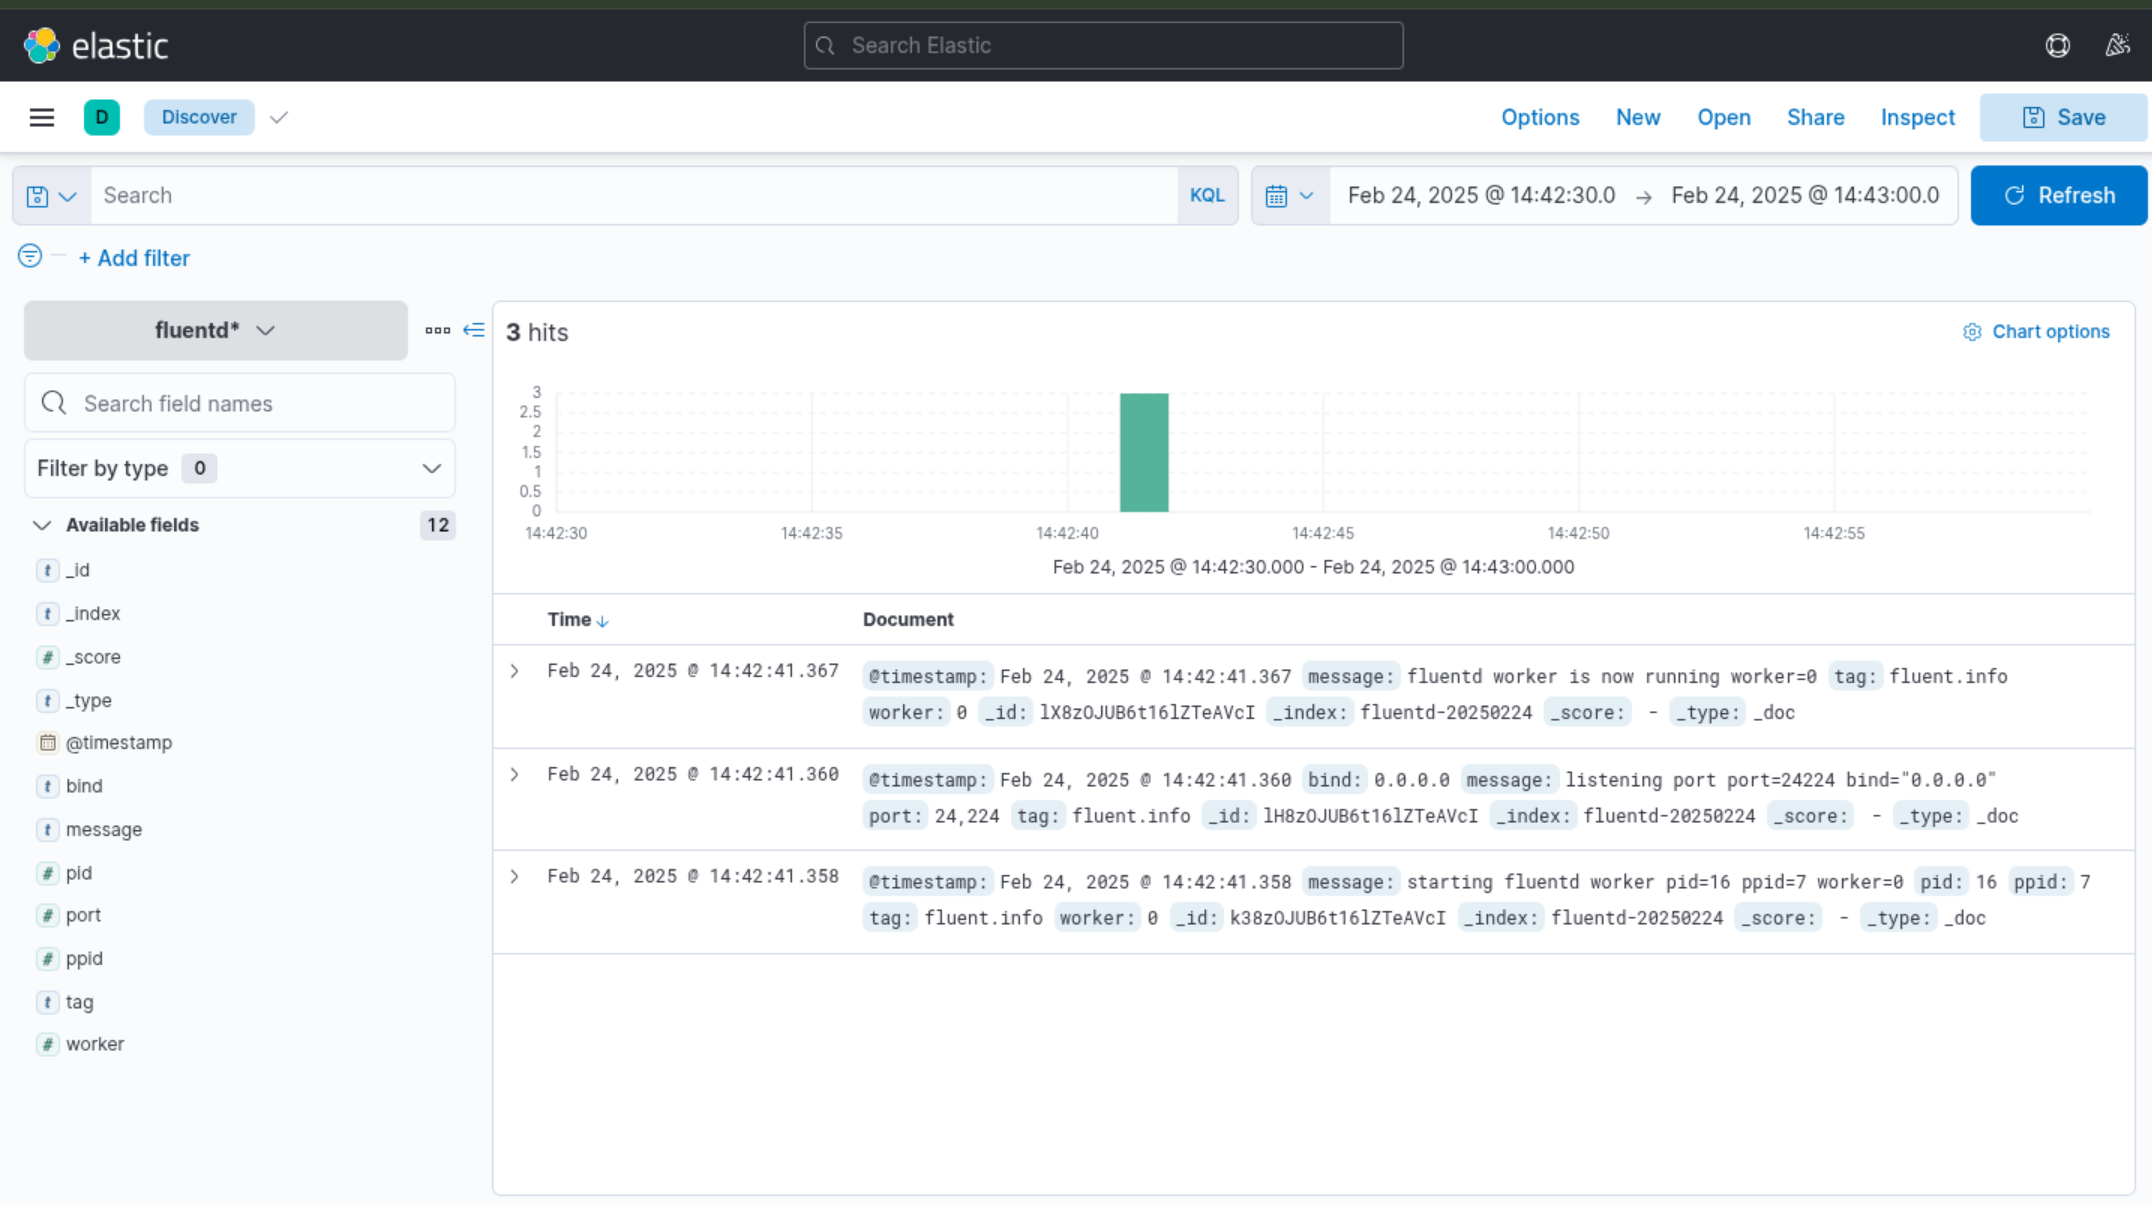 elastic
Search Elastic
D Discover Options New Open Share Inspect Save
Search KQL Feb 24, 2025 @ 14:42:30.0 → Feb 24, 2025 @ 14:43:00.0 Refresh
+ Add filter
fluentd*
Search field names
Filter by type 0
Available fields 12
t _id
t _index
# _score
t _type
@timestamp
t bind
t message
# pid
# port
# ppid
t tag
# worker
3 hits Chart options
3
2.5
2
1.5
1
0.5
0
14:42:30 14:42:35 14:42:40 14:42:45 14:42:50 14:42:55
Feb 24, 2025 @ 14:42:30.000 - Feb 24, 2025 @ 14:43:00.000
Time ↓ Document
Feb 24, 2025 @ 14:42:41.367 @timestamp: Feb 24, 2025 @ 14:42:41.367 message: fluentd worker is now running worker=0 tag: fluent.info
worker: 0 _id: lX8zOJUB6t16lZTeAVcI _index: fluentd-20250224 _score: - _type: _doc
Feb 24, 2025 @ 14:42:41.360 @timestamp: Feb 24, 2025 @ 14:42:41.360 bind: 0.0.0.0 message: listening port port=24224 bind="0.0.0.0"
port: 24,224 tag: fluent.info _id: lH8zOJUB6t16lZTeAVcI _index: fluentd-20250224 _score: - _type: _doc
Feb 24, 2025 @ 14:42:41.358 @timestamp: Feb 24, 2025 @ 14:42:41.358 message: starting fluentd worker pid=16 ppid=7 worker=0 pid: 16 ppid: 7
tag: fluent.info worker: 0 _id: k38zOJUB6t16lZTeAVcI _index: fluentd-20250224 _score: - _type: _doc